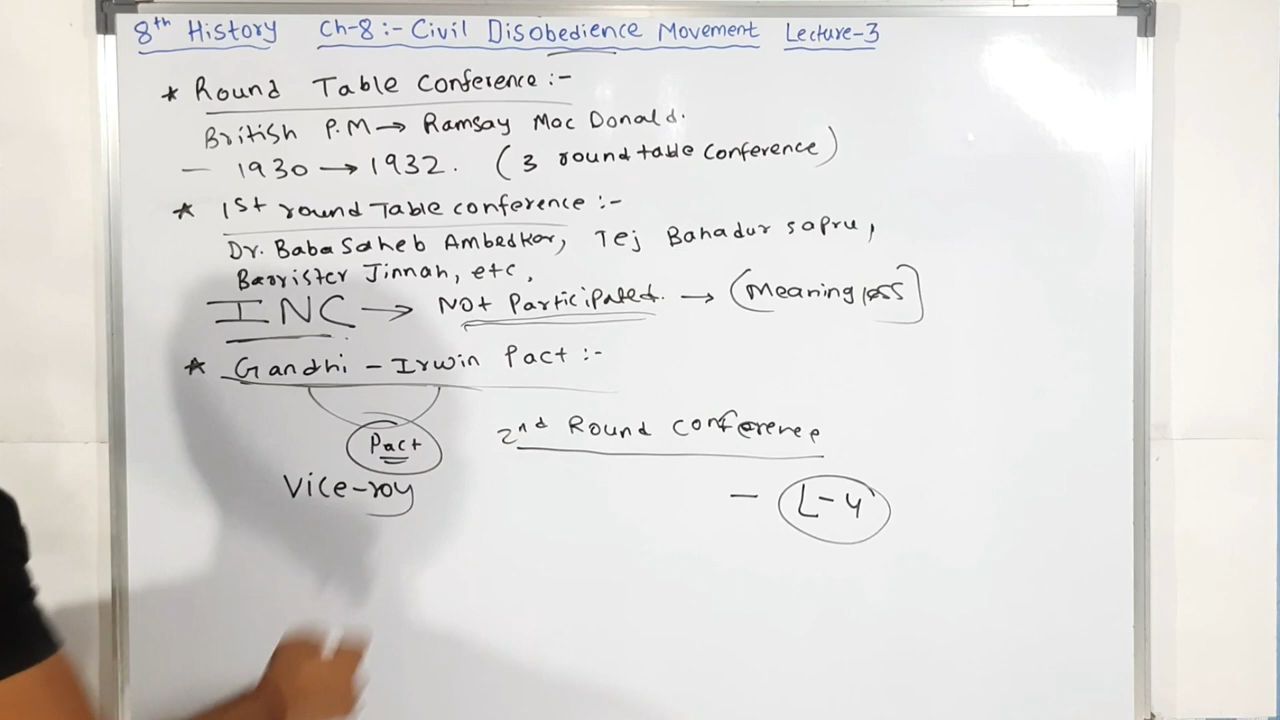 8th History Ch-8:- Civil Disobedience Movement Lecture-3
* Round Table Conference:-
British P.M → Ramsay Mac Donald.
- 1930 → 1932. (3 round table conference)
* 1st round Table conference:-
Dr. Baba Saheb Ambedkar, Tej Bahadur sapru,
Barrister Jinnah, etc,
INC → Not Participated. → (Meaningless)
* Gandhi - Irwin Pact :-
2nd Round conference
Pact
Vice-roy
- L-4